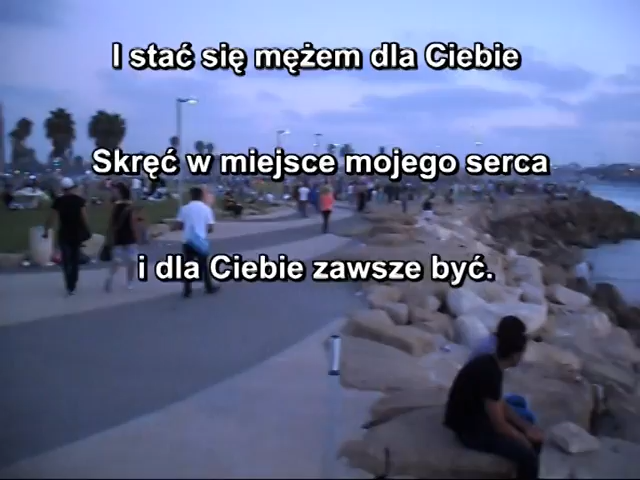 I stać się mężem dla Ciebie
Skręć w miejsce mojego serca
i dla Ciebie zawsze być.